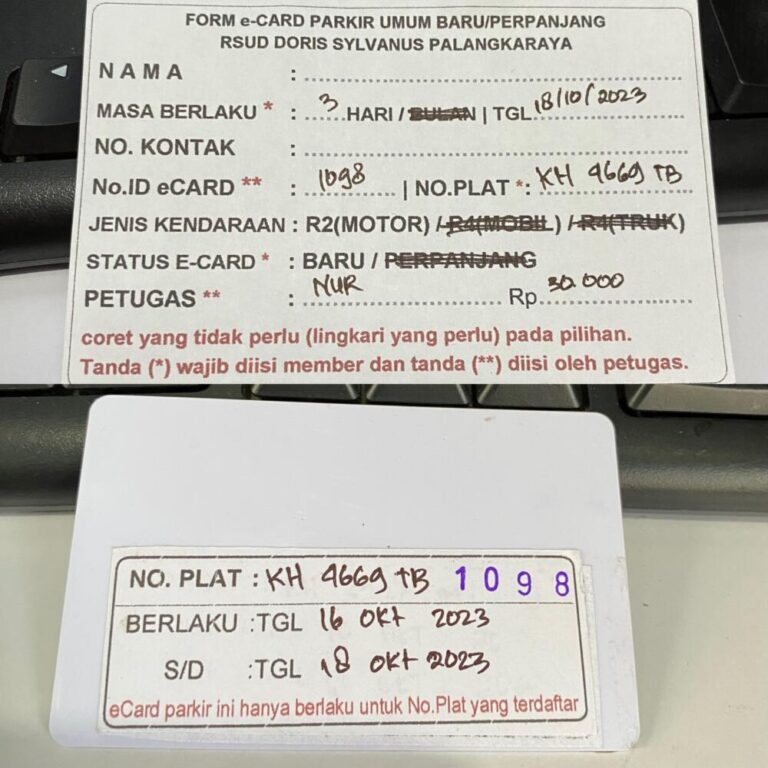 FORM e-CARD PARKIR UMUM BARU/PERPANJANG
RSUD DORIS SYLVANUS PALANGKARAYA
NAMA :
MASA BERLAKU * : 3 HARI / BULAN | TGL 18/10/2023
NO. KONTAK :
No.ID eCARD ** : 1098 | NO.PLAT *: KH 4669 TB
JENIS KENDARAAN : R2(MOTOR) / R4(MOBIL) / R4(TRUK)
STATUS E-CARD * : BARU / PERPANJANG
PETUGAS ** : NUR Rp 30.000
coret yang tidak perlu (lingkari yang perlu) pada pilihan.
Tanda (*) wajib diisi member dan tanda (**) diisi oleh petugas.
NO. PLAT : KH 4669 TB 1098
BERLAKU :TGL 16 OKT 2023
S/D :TGL 18 OKT 2023
eCard parkir ini hanya berlaku untuk No.Plat yang terdaftar